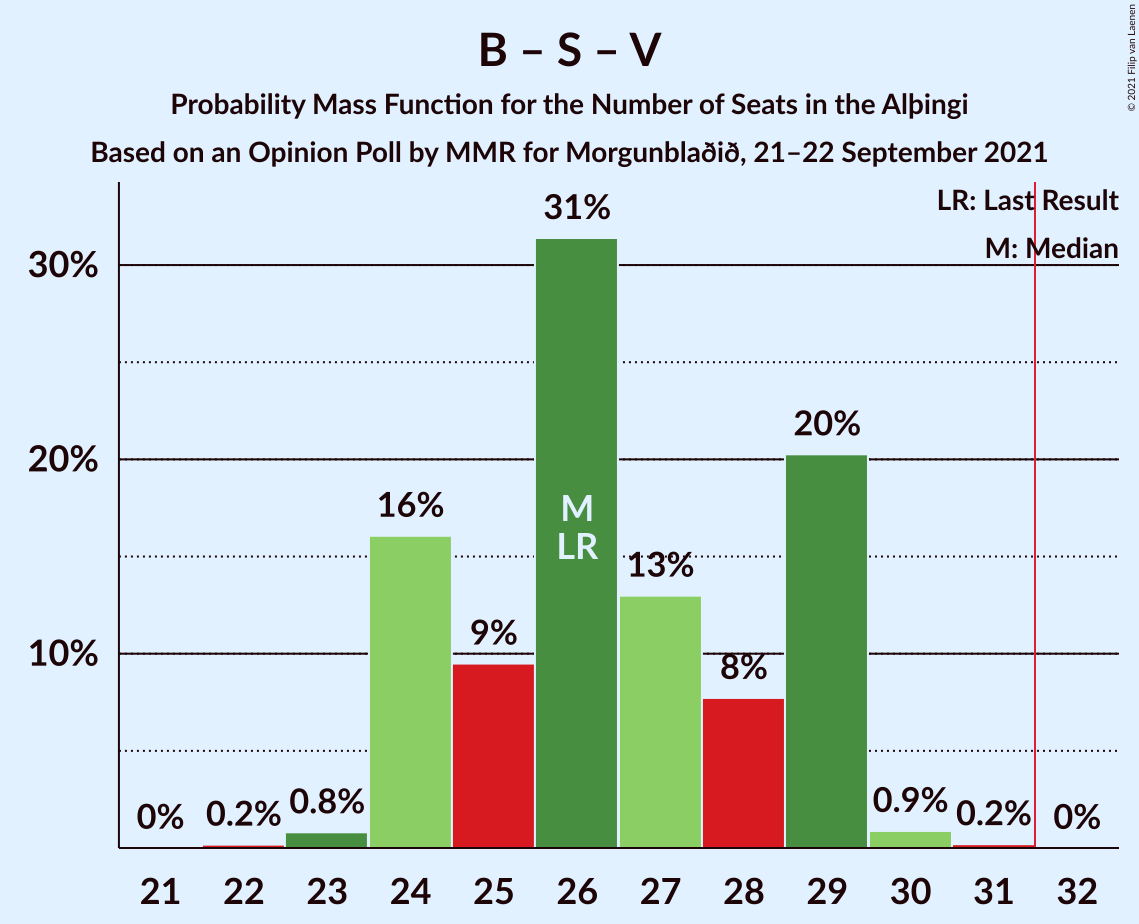 B – S – V
Probability Mass Function for the Number of Seats in the Alþingi
Based on an Opinion Poll by MMR for Morgunblaðið, 21–22 September 2021
© 2021 Filip van Laenen
LR: Last Result
M: Median
30%
20%
10%
0%
0.2%
0.8%
16%
9%
31%
M
LR
13%
8%
20%
0.9%
0.2%
0%
21 22 23 24 25 26 27 28 29 30 31 32